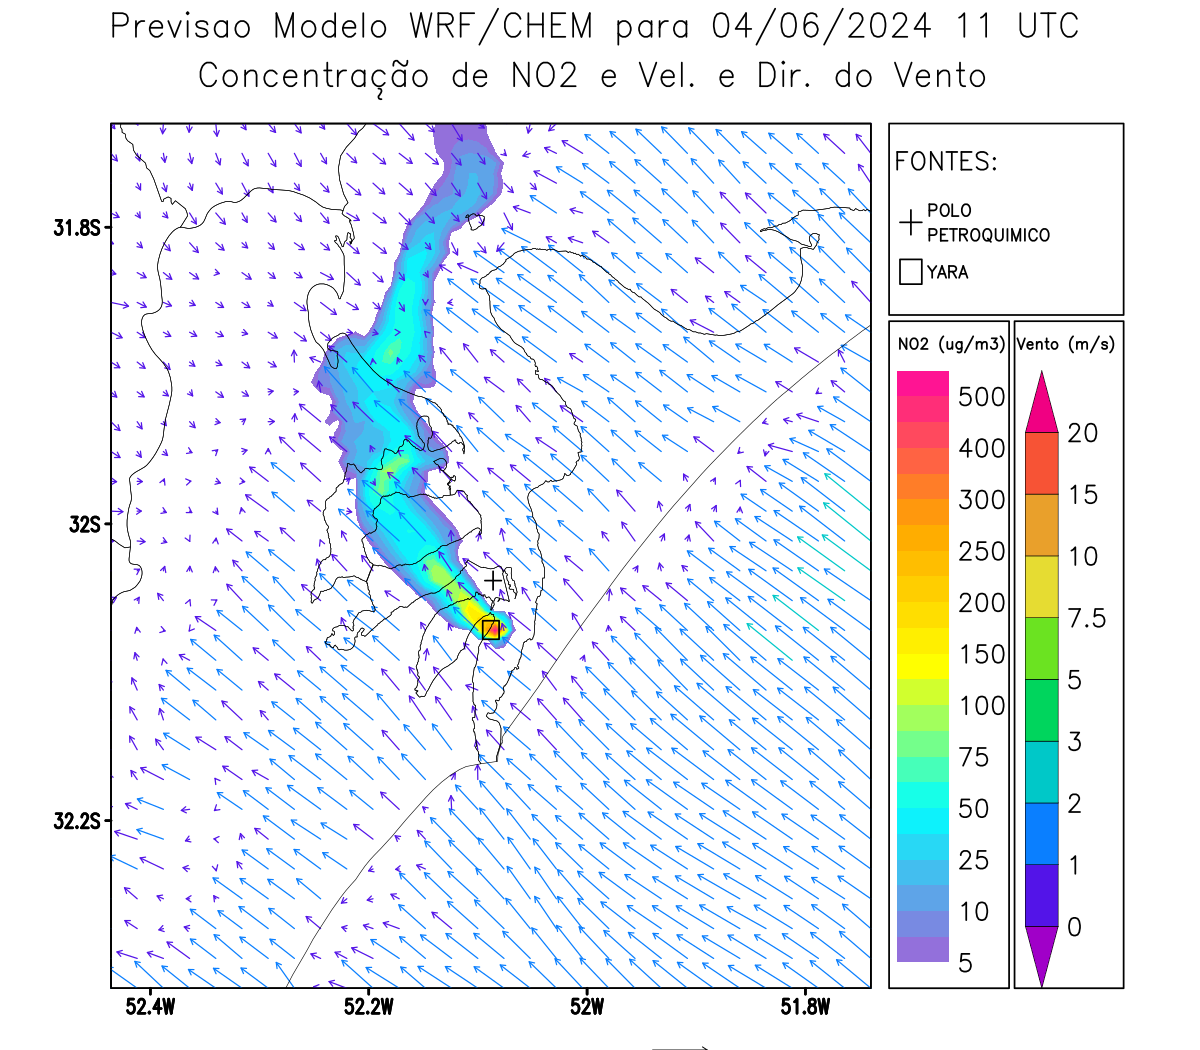 Previsao Modelo WRF/CHEM para 04/06/2024 11 UTC
Concentração de NO2 e Vel. e Dir. do Vento
FONTES:
POLO
PETROQUIMICO
YARA
NO2 (ug/m3)
500
400
300
250
200
150
100
75
50
25
10
5
Vento (m/s)
20
15
10
7.5
5
3
2
1
0
31.8S
32S
32.2S
52.4W
52.2W
52W
51.8W